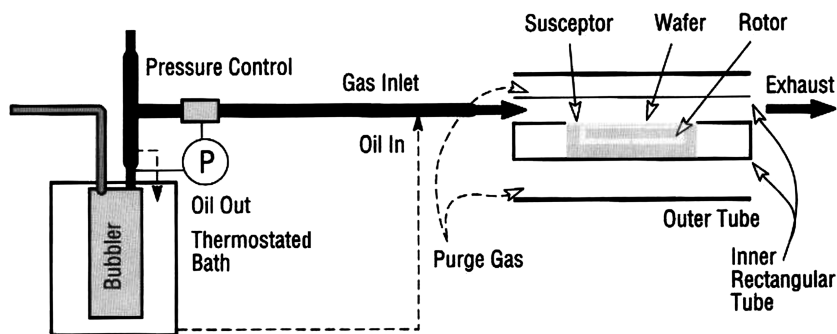 Susceptor
Wafer
Rotor
Pressure Control
Gas Inlet
Exhaust
P
Oil In
Oil Out
Thermostated
Bath
Bubbler
Purge Gas
Outer Tube
Inner
Rectangular
Tube